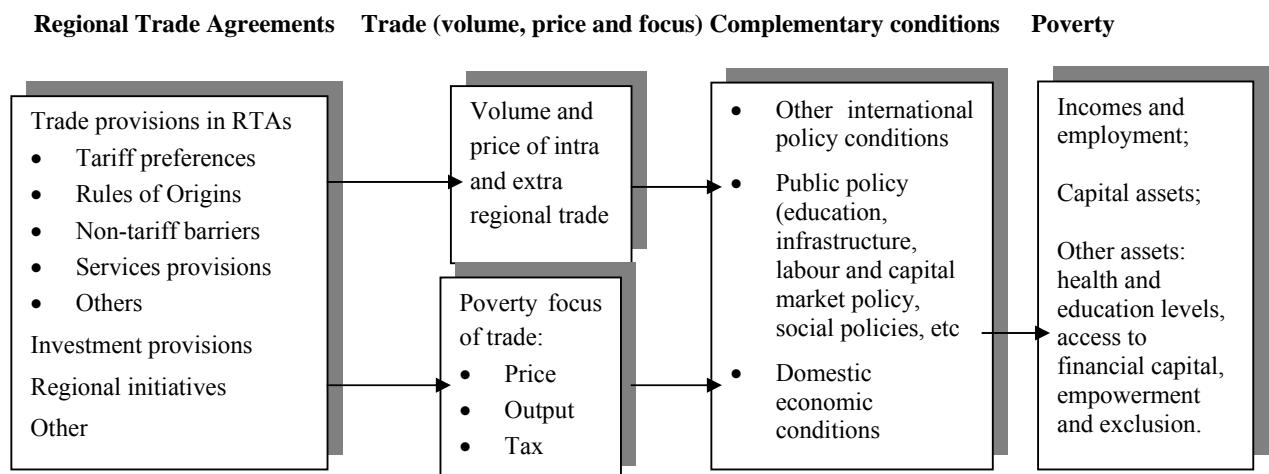 Regional Trade Agreements Trade (volume, price and focus) Complementary conditions Poverty
Trade provisions in RTAs
• Tariff preferences
• Rules of Origins
• Non-tariff barriers
• Services provisions
• Others
Investment provisions
Regional initiatives
Other
Volume and
price of intra
and extra
regional trade
Poverty focus
of trade:
• Price
• Output
• Tax
• Other international
policy conditions
• Public policy
(education,
infrastructure,
labour and capital
market policy,
social policies, etc
• Domestic
economic
conditions
Incomes and
employment;
Capital assets;
Other assets:
health and
education levels,
access to
financial capital,
empowerment
and exclusion.